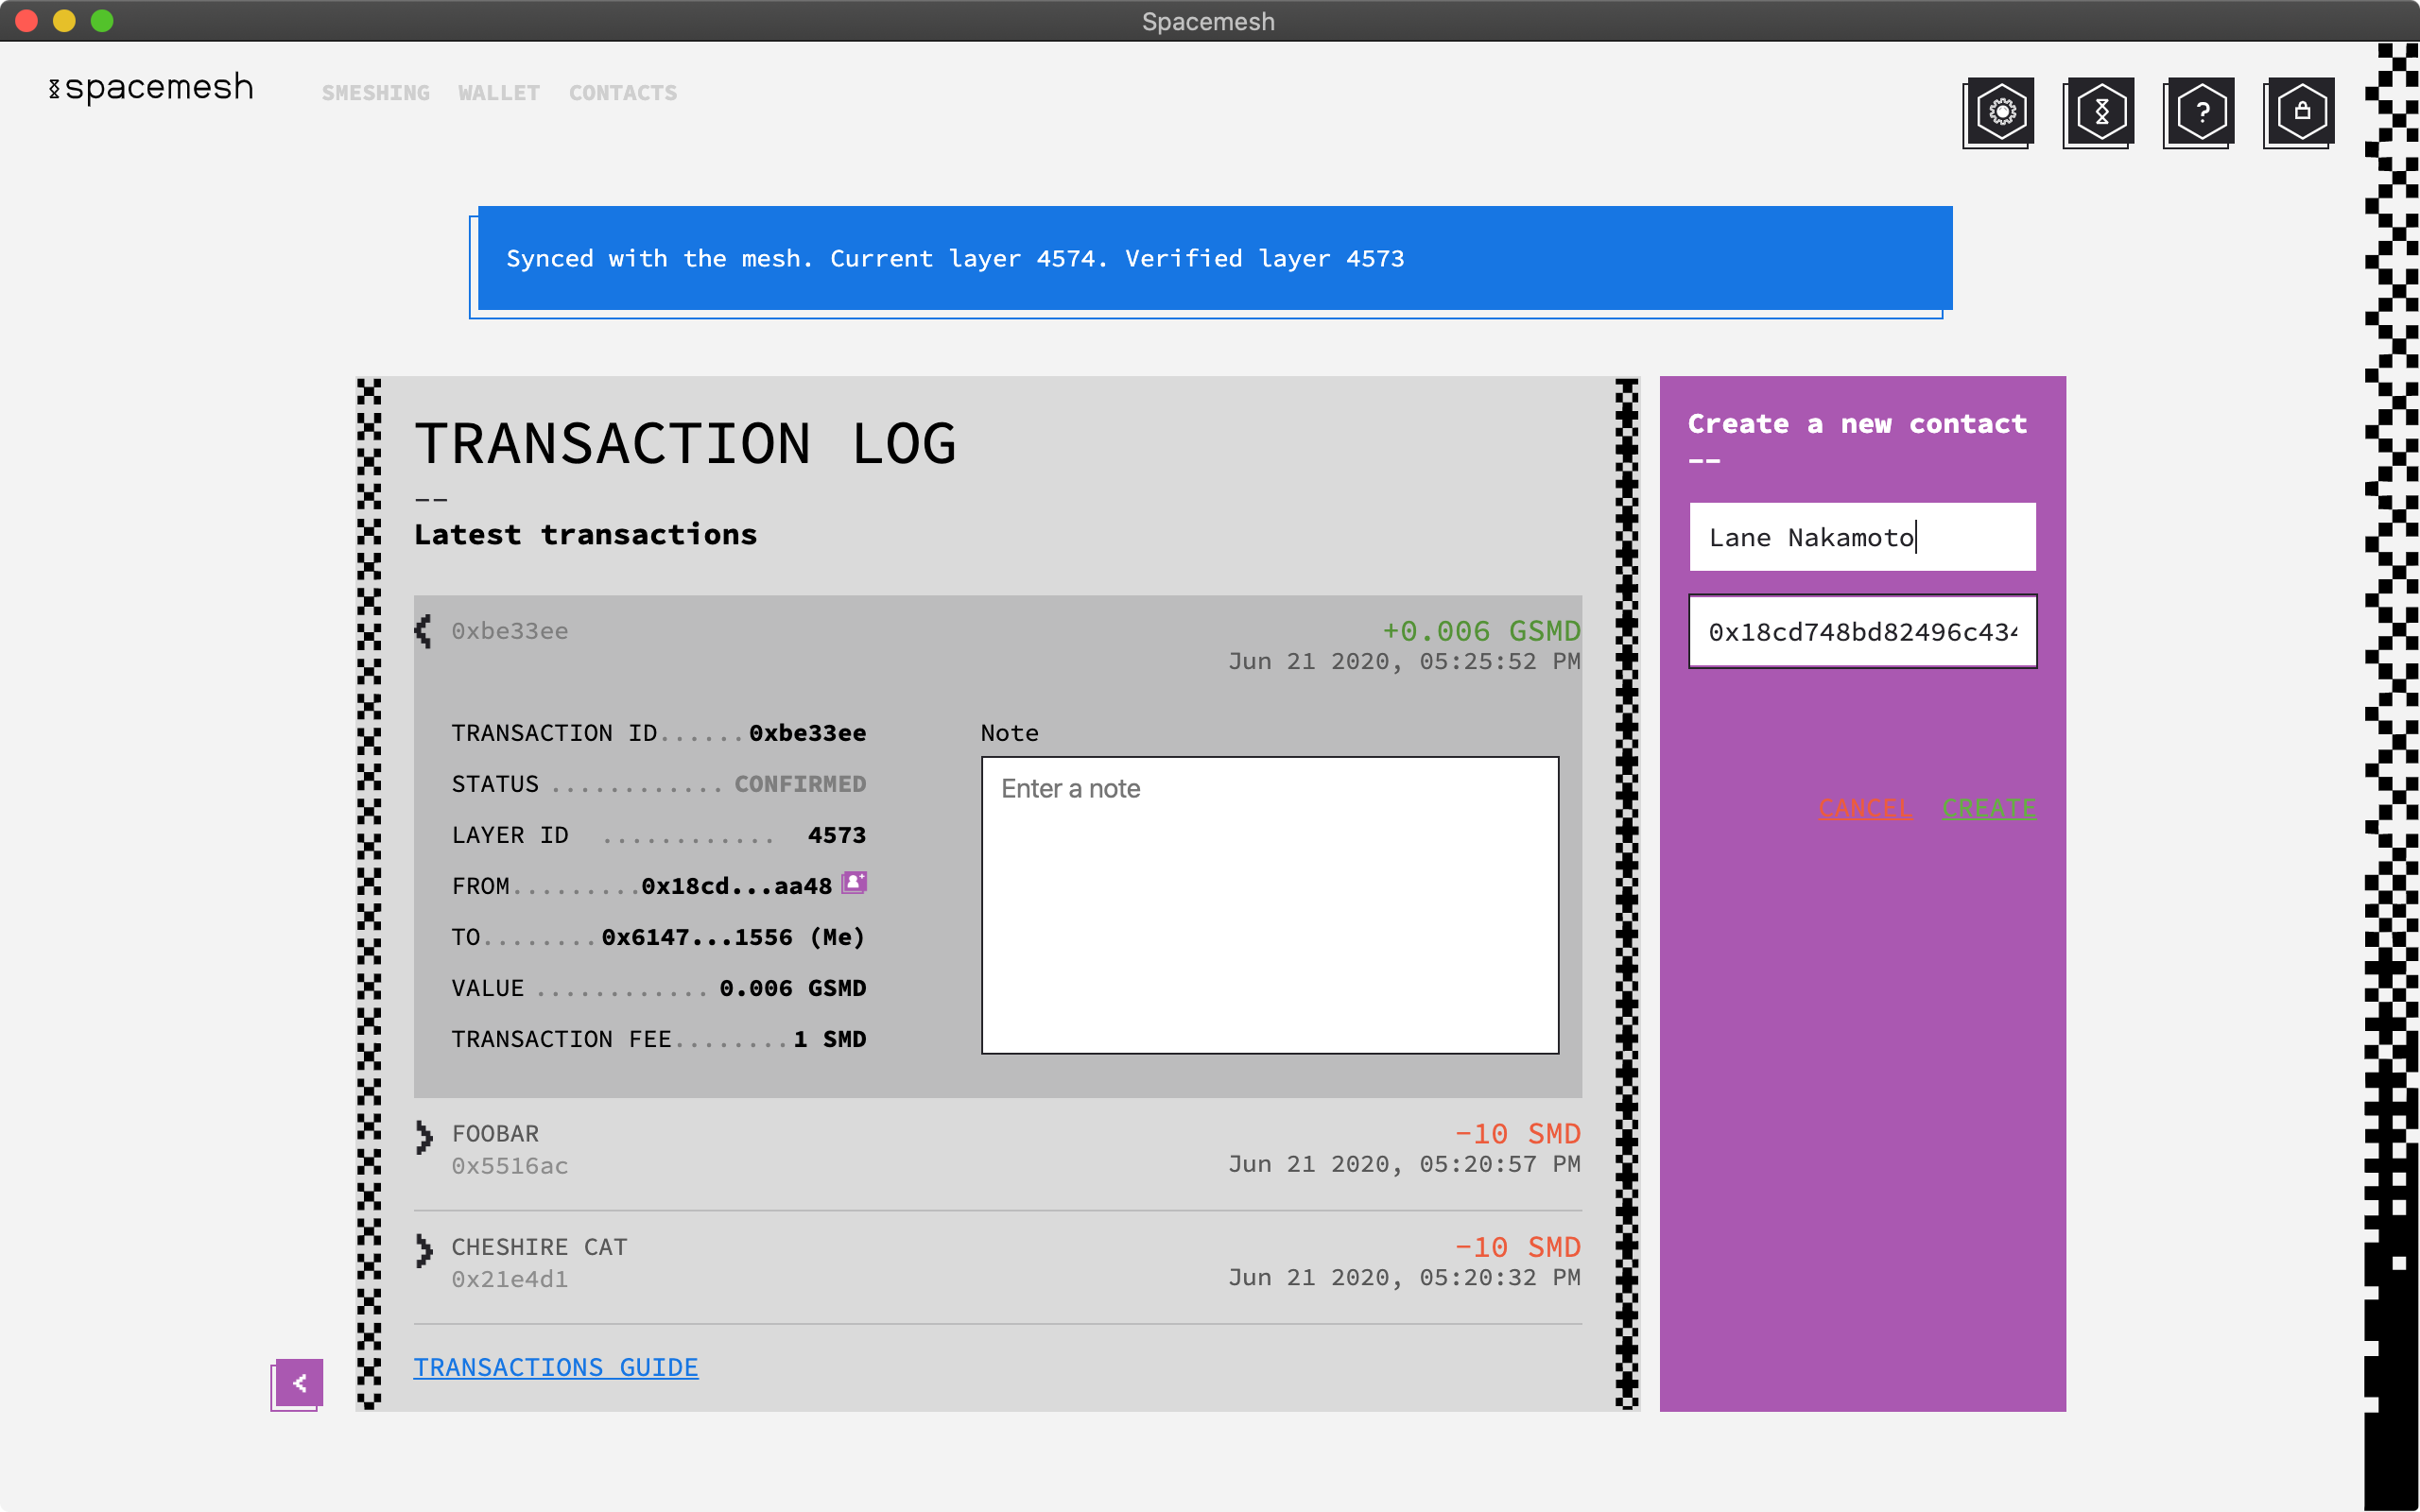 Spacemesh
spacemesh
SMESHING WALLET CONTACTS
?
Synced with the mesh. Current layer 4574. Verified layer 4573
TRANSACTION LOG
--
Latest transactions
0xbe33ee
+0.006 GSMD
Jun 21 2020, 05:25:52 PM
TRANSACTION ID......0xbe33ee
STATUS ............ CONFIRMED
LAYER ID ............ 4573
FROM.........0x18cd...aa48
TO........0x6147...1556 (Me)
VALUE ............ 0.006 GSMD
TRANSACTION FEE........1 SMD
Note
Enter a note
FOOBAR
0x5516ac
-10 SMD
Jun 21 2020, 05:20:57 PM
CHESHIRE CAT
0x21e4d1
-10 SMD
Jun 21 2020, 05:20:32 PM
TRANSACTIONS GUIDE
Create a new contact
--
Lane Nakamoto
0x18cd748bd82496c434
CANCEL CREATE